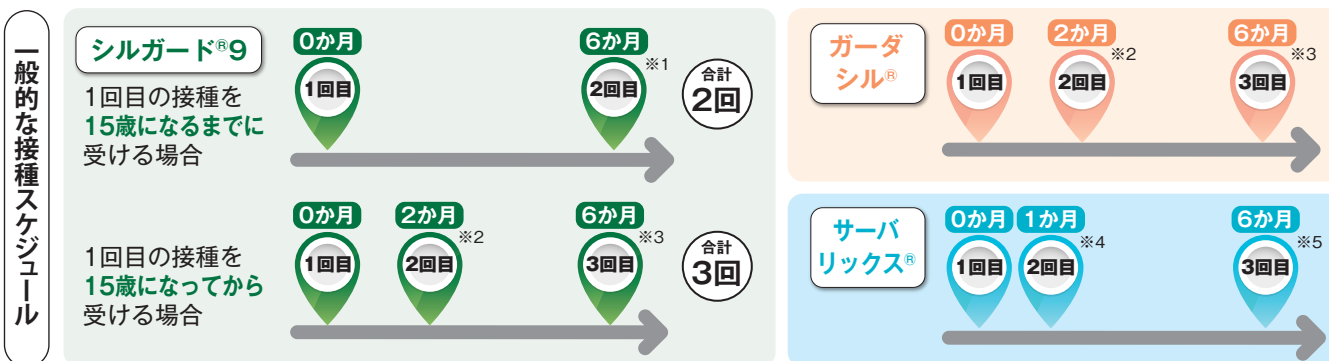 一般的な接種スケジュール
シルガード®9
1回目の接種を
15歳になるまでに
受ける場合
0か月
6か月
1回目
2回目
※1
合計
2回
1回目の接種を
15歳になってから
受ける場合
0か月
2か月
6か月
1回目
2回目
※2
3回目
※3
合計
3回
ガーダ
シル®
0か月
2か月
6か月
1回目
2回目
※2
3回目
※3
サーバ
リックス®
0か月
1か月
6か月
1回目
2回目
※4
3回目
※5